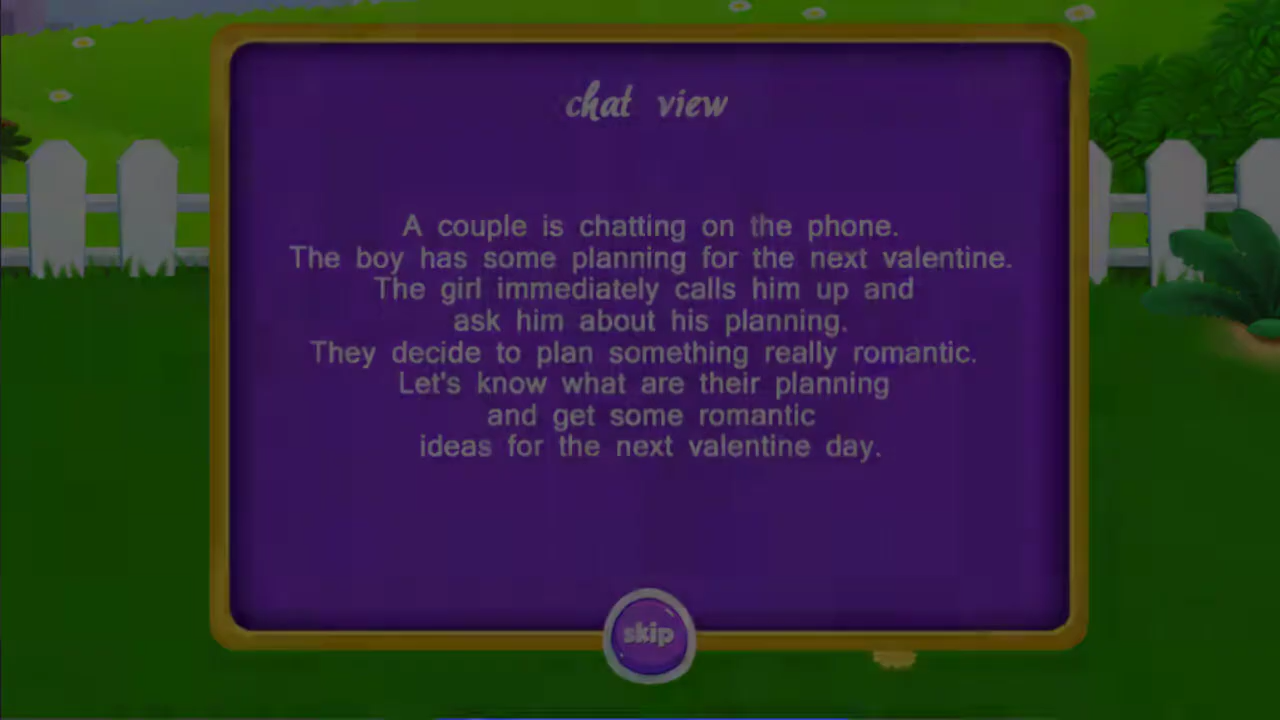 chat view
A couple is chatting on the phone.
The boy has some planning for the next valentine.
The girl immediately calls him up and
ask him about his planning.
They decide to plan something really romantic.
Let's know what are their planning
and get some romantic
ideas for the next valentine day.
skip